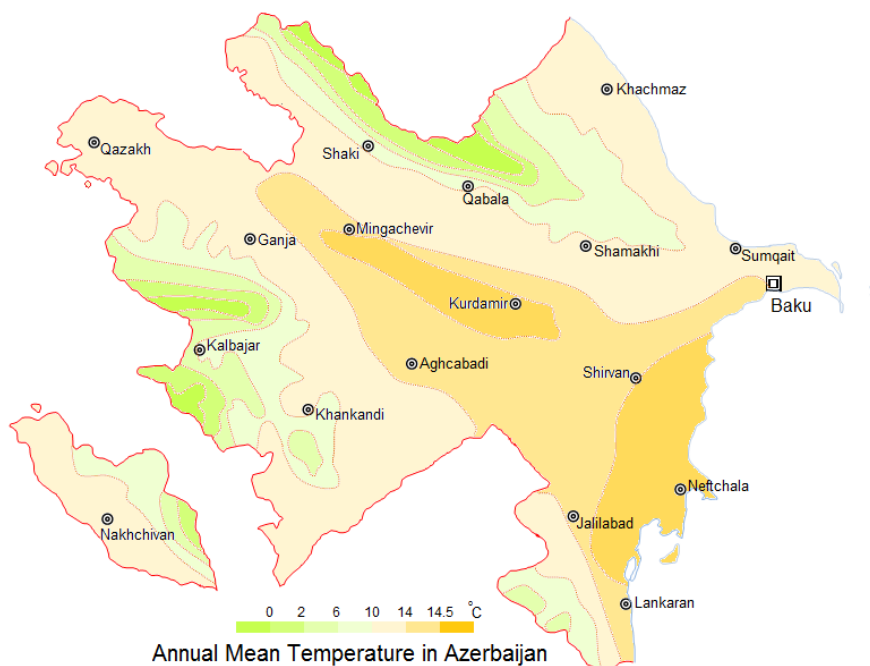 Khachmaz
Qazakh
Shaki
Qabala
Mingachevir
Ganja
Shamakhi
Sumqait
Kurdamir
Baku
Kalbajar
Aghcabadi
Shirvan
Khankandi
Neftchala
Nakhchivan
Jalilabad
Lankaran
0 2 6 10 14 14.5 °C
Annual Mean Temperature in Azerbaijan